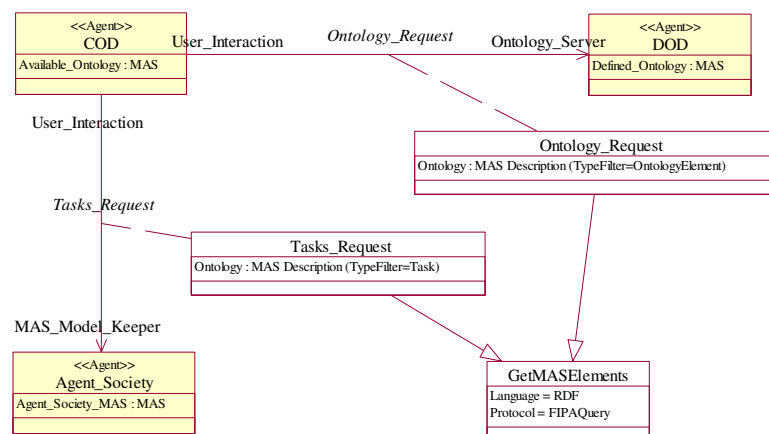 <<Agent>>
COD
Available_Ontology : MAS
User_Interaction
Ontology_Request
Ontology_Server
<<Agent>>
DOD
Defined_Ontology : MAS
User_Interaction
Ontology_Request
Ontology : MAS Description (TypeFilter=OntologyElement)
Tasks_Request
Tasks_Request
Ontology : MAS Description (TypeFilter=Task)
MAS_Model_Keeper
<<Agent>>
Agent_Society
Agent_Society_MAS : MAS
GetMASElements
Language = RDF
Protocol = FIPAQuery